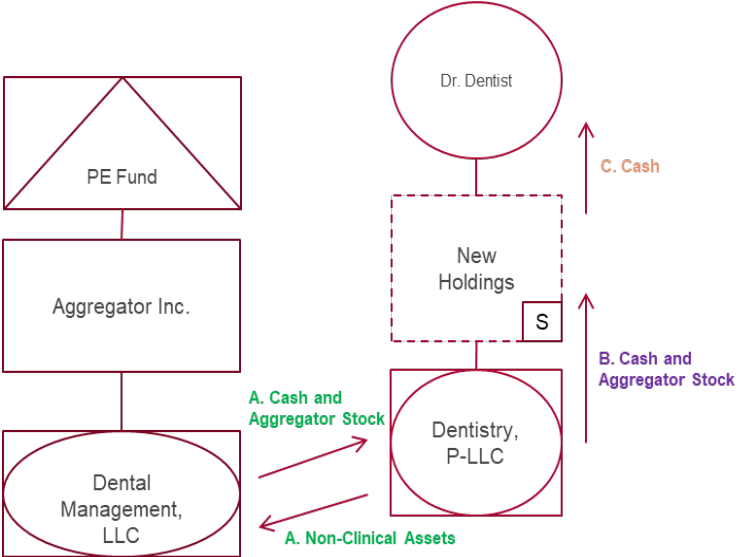 Dr. Dentist
PE Fund
C. Cash
New
Holdings
S
Aggregator Inc.
B. Cash and
Aggregator Stock
A. Cash and
Aggregator Stock
Dentistry,
P-LLC
Dental
Management,
LLC
A. Non-Clinical Assets